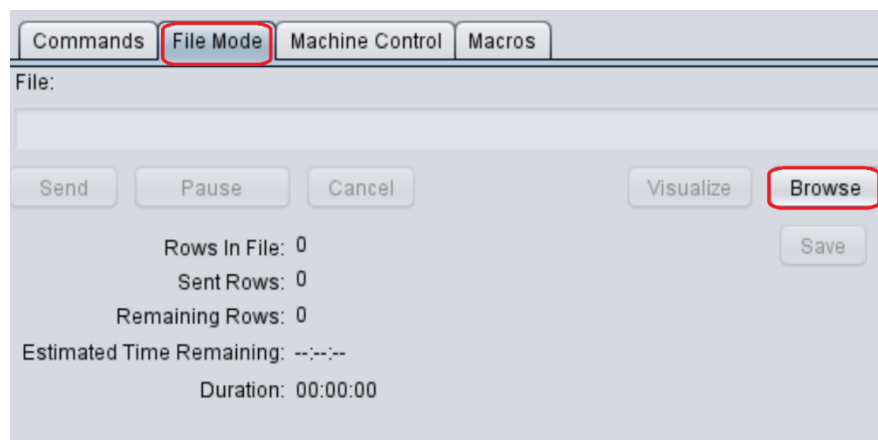 Commands File Mode Machine Control Macros
File:
Send Pause Cancel Visualize Browse
Rows In File: 0 Save
Sent Rows: 0
Remaining Rows: 0
Estimated Time Remaining: --:--:--
Duration: 00:00:00